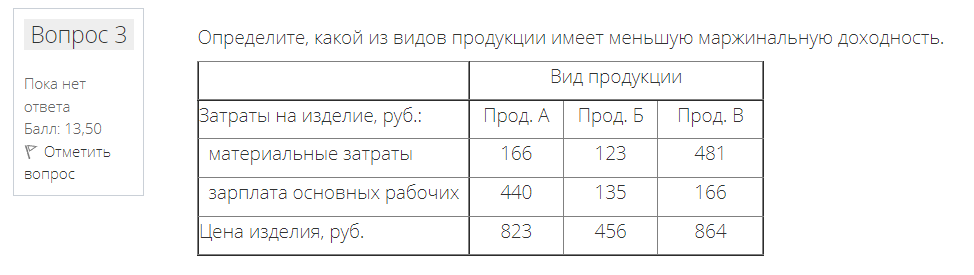 Вопрос 3
Пока нет
ответа
Балл: 13,50
Отметить
вопрос
Определите, какой из видов продукции имеет меньшую маржинальную доходность.
Вид продукции
Затраты на изделие, руб.: Прод. А Прод. Б Прод. В
материальные затраты 166 123 481
зарплата основных рабочих 440 135 166
Цена изделия, руб. 823 456 864